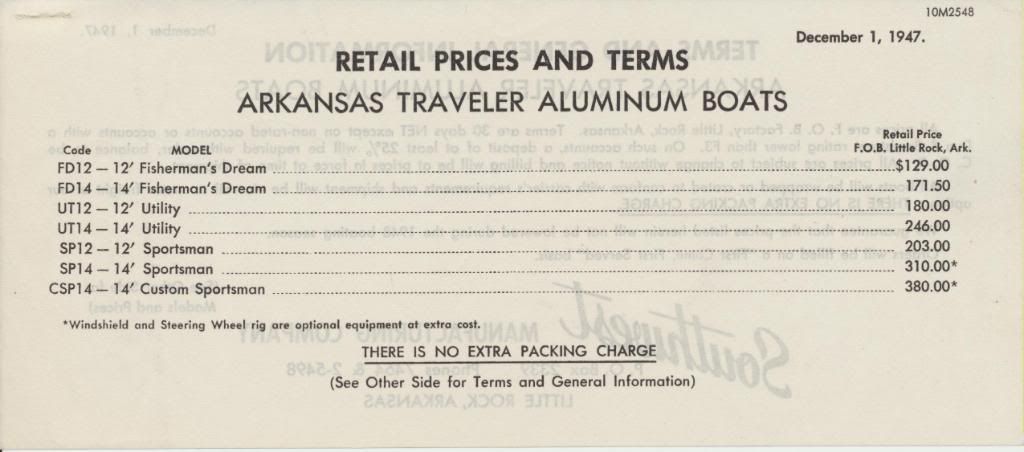 10M2548
December 1, 1947.
RETAIL PRICES AND TERMS
ARKANSAS TRAVELER ALUMINUM BOATS
Retail Price
Code MODEL F.O.B. Little Rock, Ark.
FD12 — 12' Fisherman's Dream $129.00
FD14 — 14' Fisherman's Dream 171.50
UT12 — 12' Utility 180.00
UT14 — 14' Utility 246.00
SP12 — 12' Sportsman 203.00
SP14 — 14' Sportsman 310.00*
CSP14 — 14' Custom Sportsman 380.00*
*Windshield and Steering Wheel rig are optional equipment at extra cost.
THERE IS NO EXTRA PACKING CHARGE
(See Other Side for Terms and General Information)